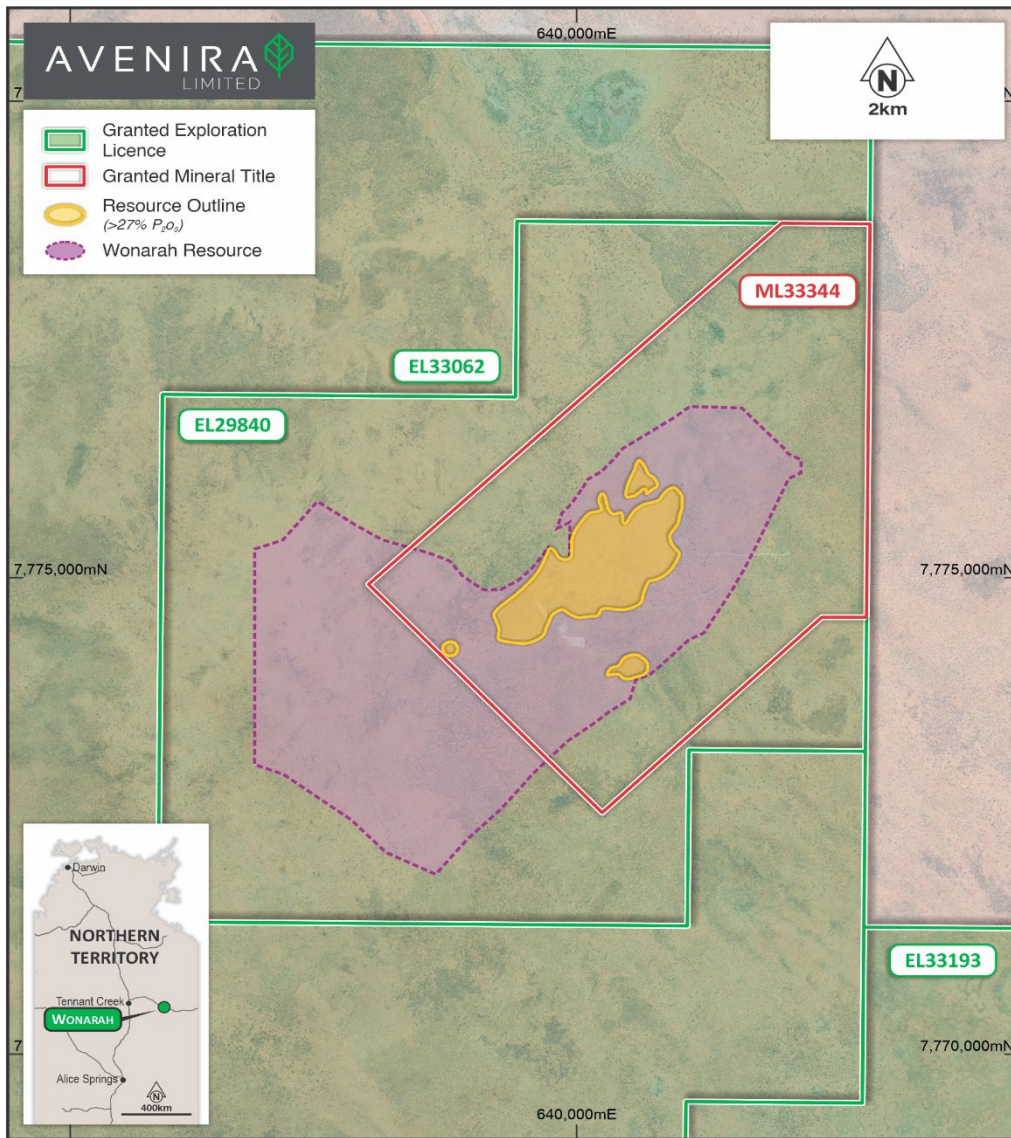 AVENIRA
LIMITED
640,000mE
N
2km
Granted Exploration
Licence
Granted Mineral Title
Resource Outline
(>27% P₂O₅)
Wonarah Resource
ML33344
EL33062
EL29840
7,775,000mN
7,775,000mN
EL33193
7,770,000mN
640,000mE
Darwin
NORTHERN
TERRITORY
Tennant Creek
WONARAH
Alice Springs
N
400km